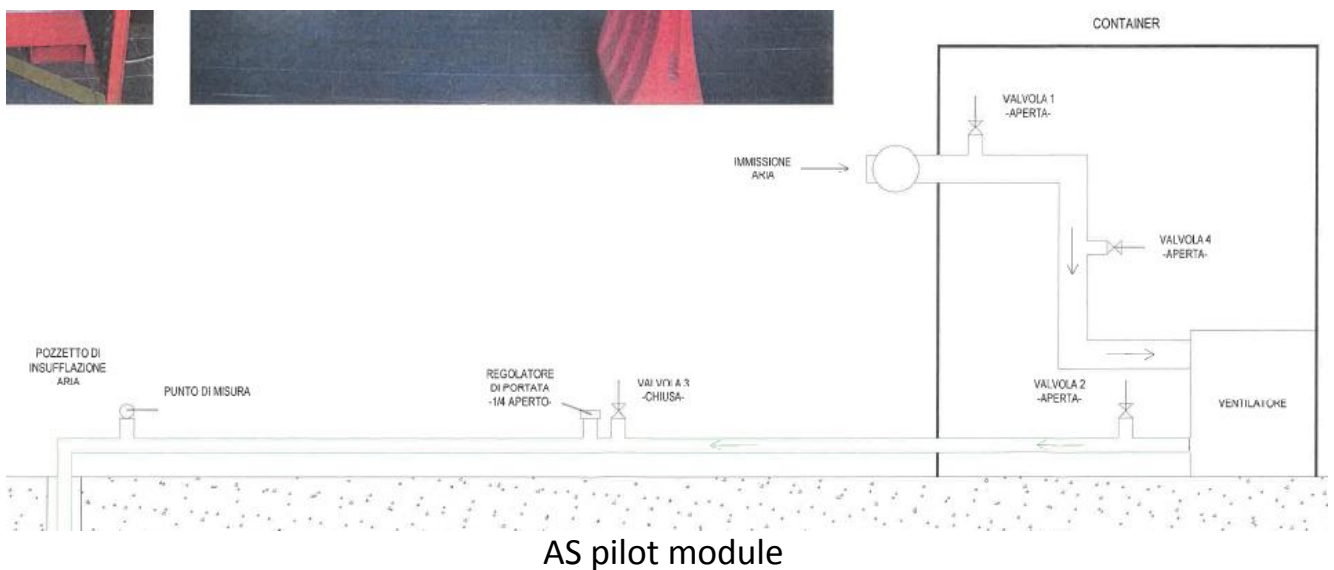 CONTAINER
VALVOLA 1
-APERTA-
IMMISSIONE
ARIA
VALVOLA 4
-APERTA-
POZZETTO DI
INSUFFLAZIONE
ARIA
PUNTO DI MISURA
REGOLATORE
DI PORTATA
-1/4 APERTO-
VALVOLA 3
-CHIUSA-
VALVOLA 2
-APERTA-
VENTILATORE
AS pilot module